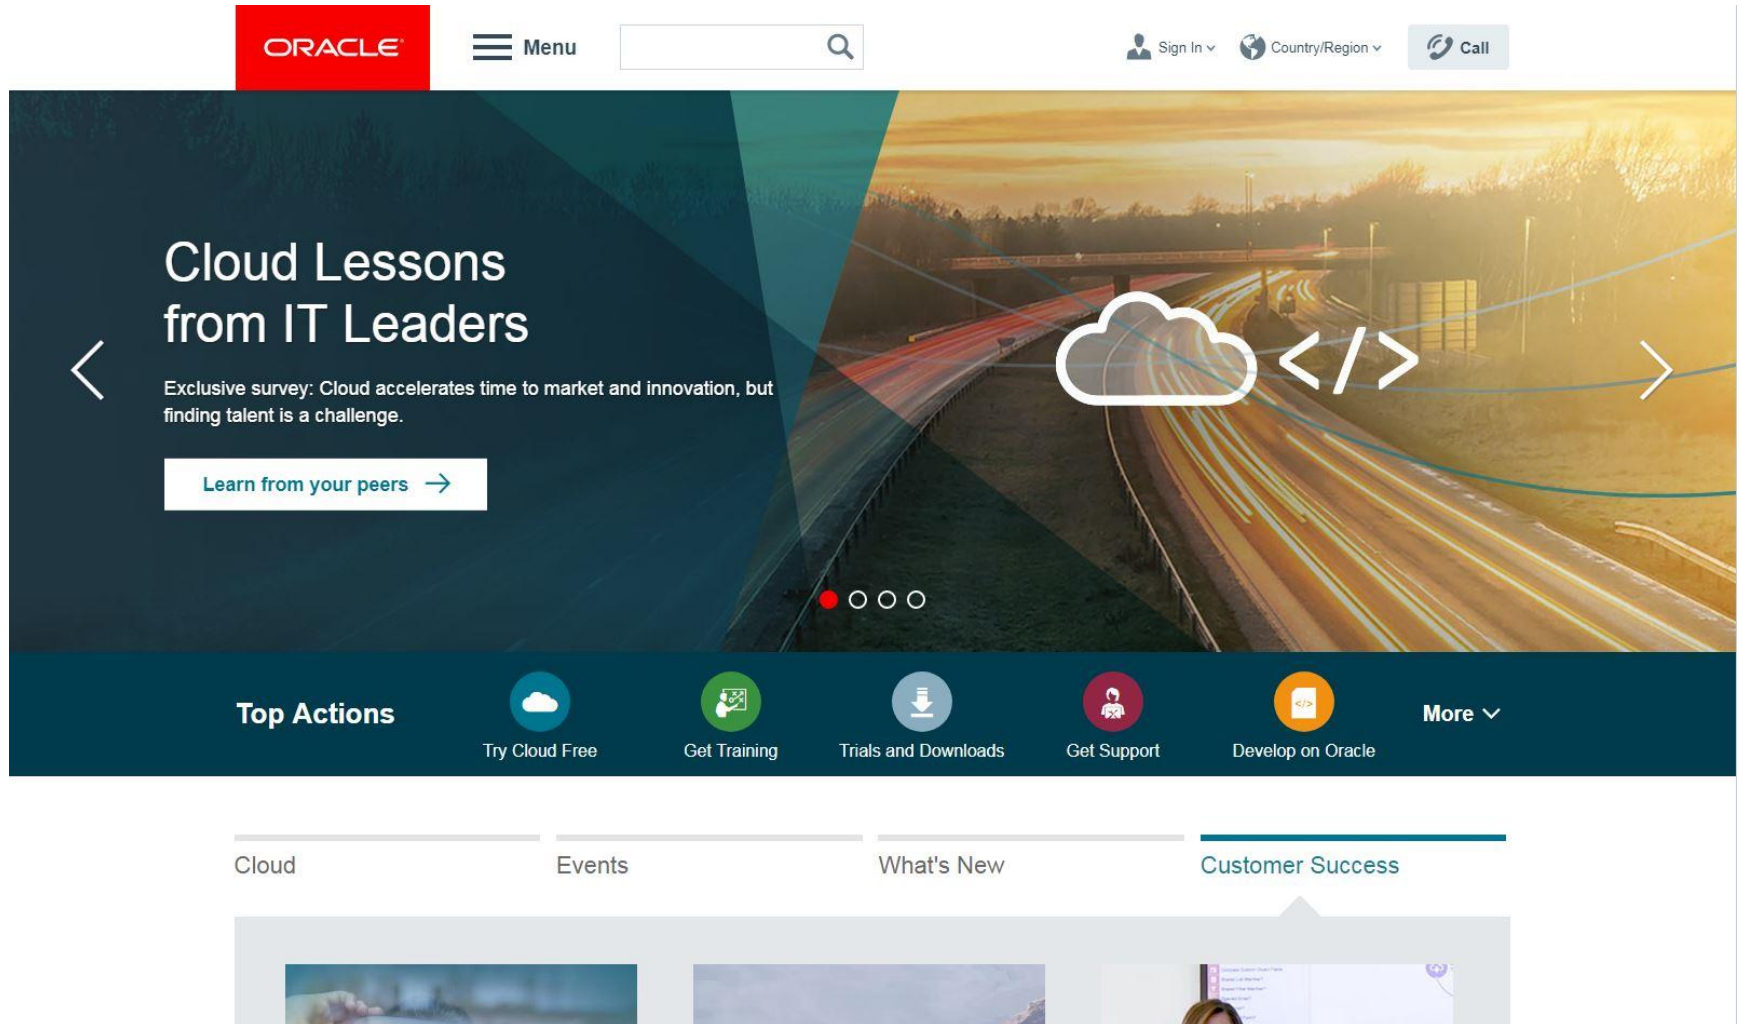 ORACLE
Menu
Sign In
Country/Region
Call
Cloud Lessons
from IT Leaders
Exclusive survey: Cloud accelerates time to market and innovation, but
finding talent is a challenge.
Learn from your peers
</>
Top Actions
Try Cloud Free
Get Training
Trials and Downloads
Get Support
Develop on Oracle
More
Cloud
Events
What's New
Customer Success